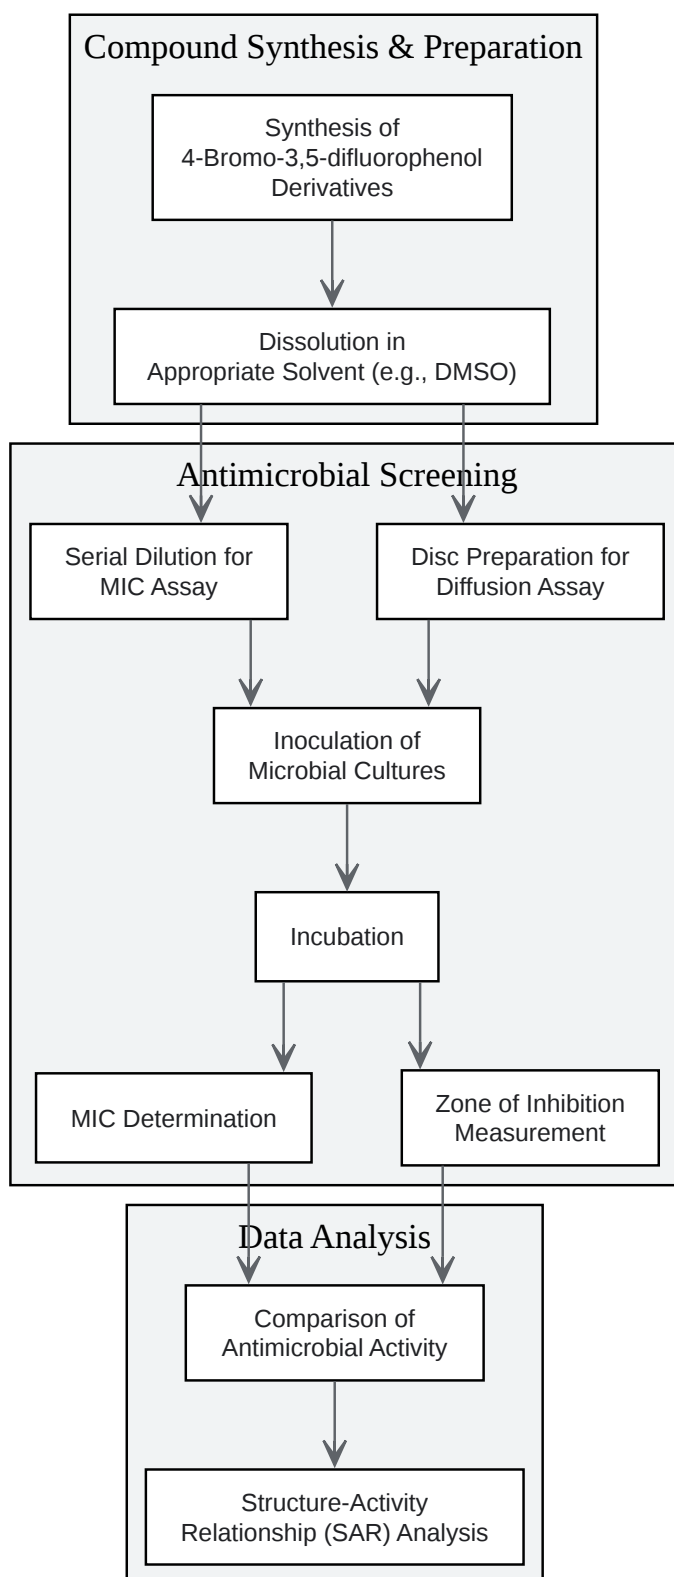 Compound Synthesis & Preparation
Synthesis of
4-Bromo-3,5-difluorophenol
Derivatives
Dissolution in
Appropriate Solvent (e.g., DMSO)
Antimicrobial Screening
Serial Dilution for
MIC Assay
Disc Preparation for
Diffusion Assay
Inoculation of
Microbial Cultures
Incubation
MIC Determination
Zone of Inhibition
Measurement
Data Analysis
Comparison of
Antimicrobial Activity
Structure-Activity
Relationship (SAR) Analysis